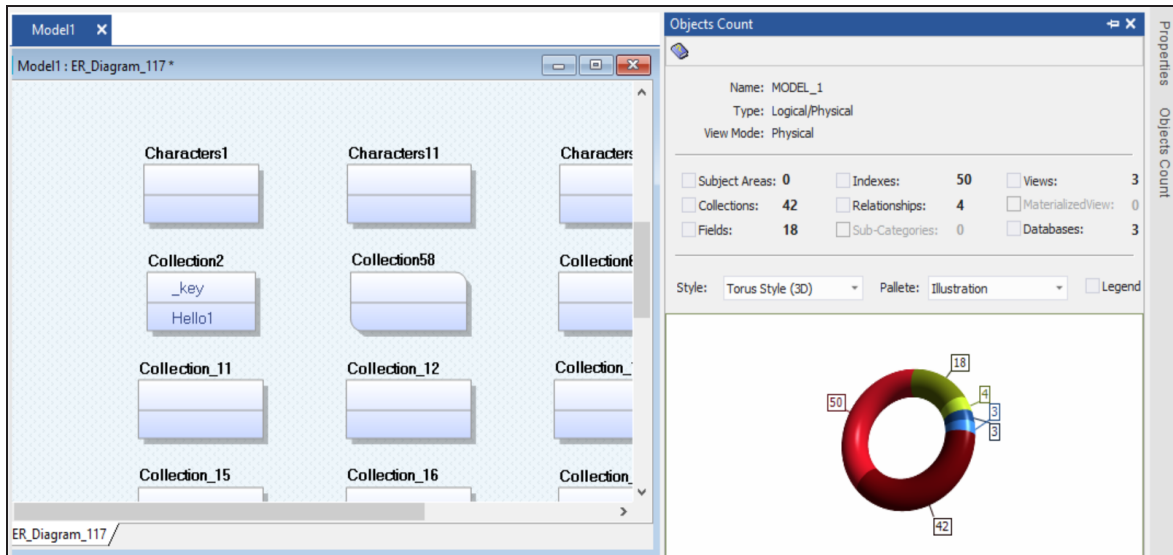 Model1
Model1 : ER_Diagram_117 *
Characters1
Characters11
Characters
Collection2
_key
Hello1
Collection58
Collection_11
Collection_12
Collection_
Collection_15
Collection_16
Collection_
ER_Diagram_117
Objects Count
Name: MODEL_1
Type: Logical/Physical
View Mode: Physical
Subject Areas: 0 Indexes: 50 Views: 3
Collections: 42 Relationships: 4 MaterializedView: 0
Fields: 18 Sub-Categories: 0 Databases: 3
Style: Torus Style (3D) Pallete: Illustration Legend
18
4
50
3
3
42
Properties
Objects Count